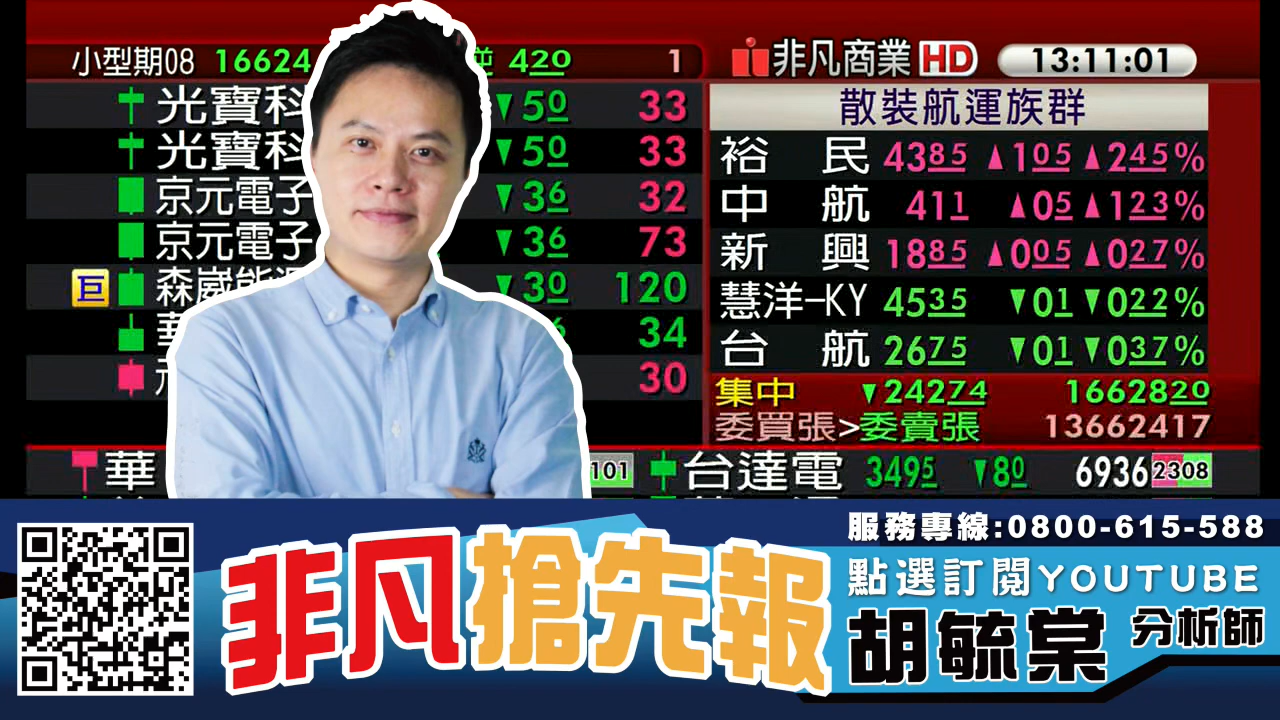 小型期08 16624 逆 420 1
光寶科 ▼50 33
光寶科 ▼50 33
京元電子 ▼36 32
京元電子 ▼36 73
巨 森崴能源 ▼30 120
34
30
非凡商業HD 13:11:01
散裝航運族群
裕民 4385 ▲105 ▲245%
中航 411 ▲05 ▲123%
新興 1885 ▲005 ▲027%
慧洋-KY 4535 ▼01 ▼022%
台航 2675 ▼01 ▼037%
集中 ▼24274 1662820
委買張>委賣張 13662417
華 101 台達電 3495 ▼80 6936 2308
非凡搶先報
服務專線:0800-615-588
點選訂閱YOUTUBE
胡毓棠 分析師